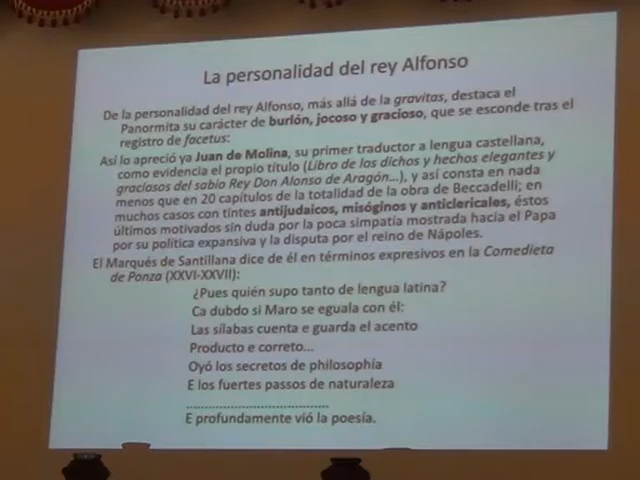 La personalidad del rey Alfonso
De la personalidad del rey Alfonso, más allá de la gravitas, destaca el
Panormita su carácter de burlón, jocoso y gracioso, que se esconde tras el
registro de facetus:
Así lo apreció ya Juan de Molina, su primer traductor a lengua castellana,
como evidencia el propio título (Libro de los dichos y hechos elegantes y
graciosos del sabio Rey Don Alonso de Aragón...), y así consta en nada
menos que en 20 capítulos de la totalidad de la obra de Beccadelli; en
muchos casos con tintes antijudaicos, misóginos y anticlericales, éstos
últimos motivados sin duda por la poca simpatía mostrada hacia el Papa
por su política expansiva y la disputa por el reino de Nápoles.
El Marqués de Santillana dice de él en términos expresivos en la Comedieta
de Ponza (XXVI-XXVII):
¿Pues quién supo tanto de lengua latina?
Ca dubdo si Maro se eguala con él:
Las sílabas cuenta e guarda el acento
Producto e correto...
Oyó los secretos de philosophía
E los fuertes passos de naturaleza
..................................
E profundamente vió la poesía.